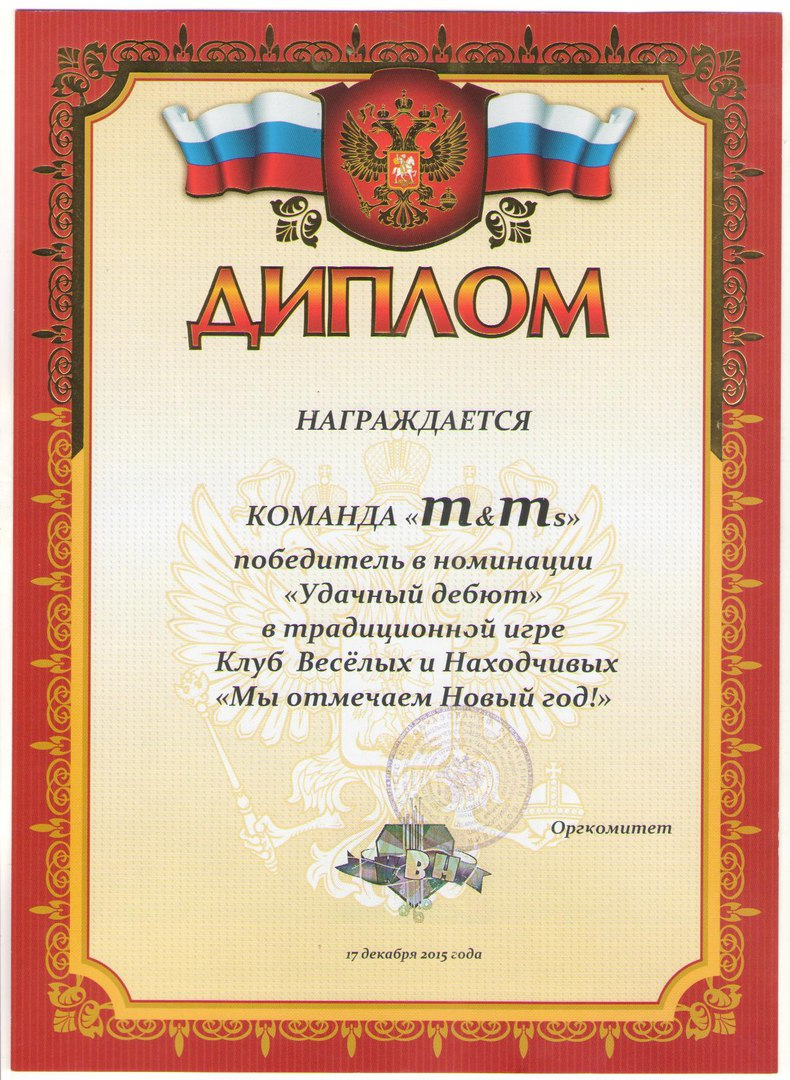 ДИПЛОМ
НАГРАЖДАЕТСЯ
КОМАНДА «m&ms»
победитель в номинации
«Удачный дебют»
в традиционной игре
Клуб Весёлых и Находчивых
«Мы отмечаем Новый год!»
Оргкомитет
КВН
17 декабря 2015 года